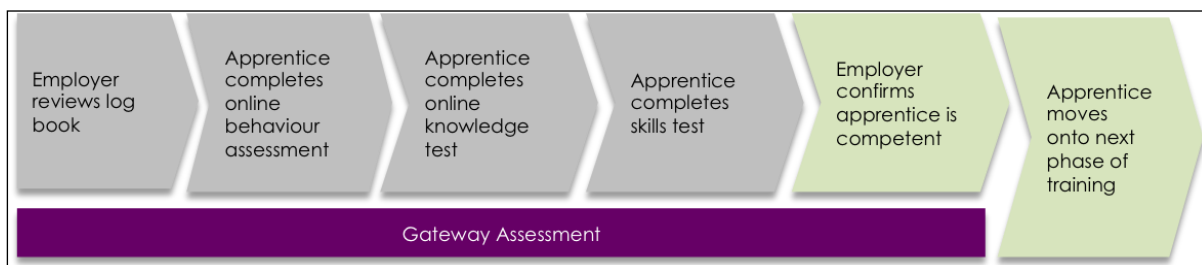 Employer
reviews log
book
Apprentice
completes
online
behaviour
assessment
Apprentice
completes
online
knowledge
test
Apprentice
completes
skills test
Employer
confirms
apprentice is
competent
Apprentice
moves
onto next
phase of
training
Gateway Assessment